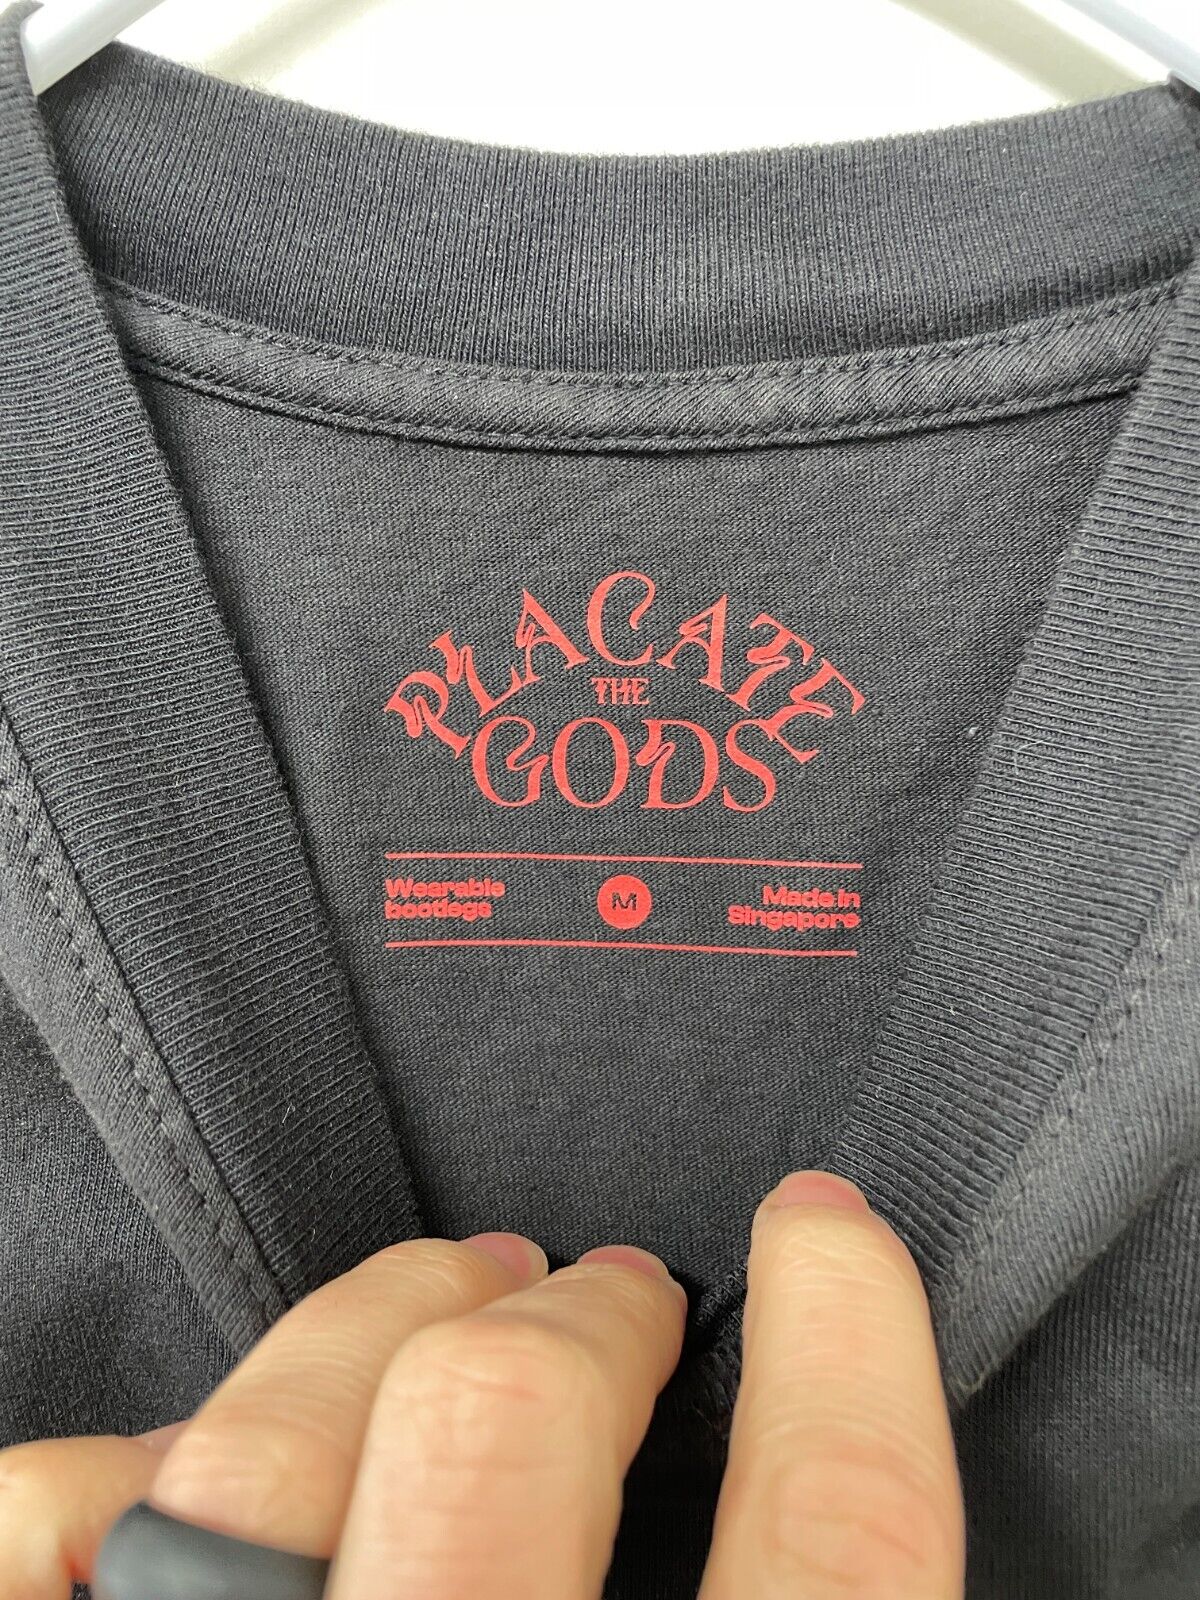 PLACATE
THE
GODS
Wearable
bootlegs
M
Made in
Singapore